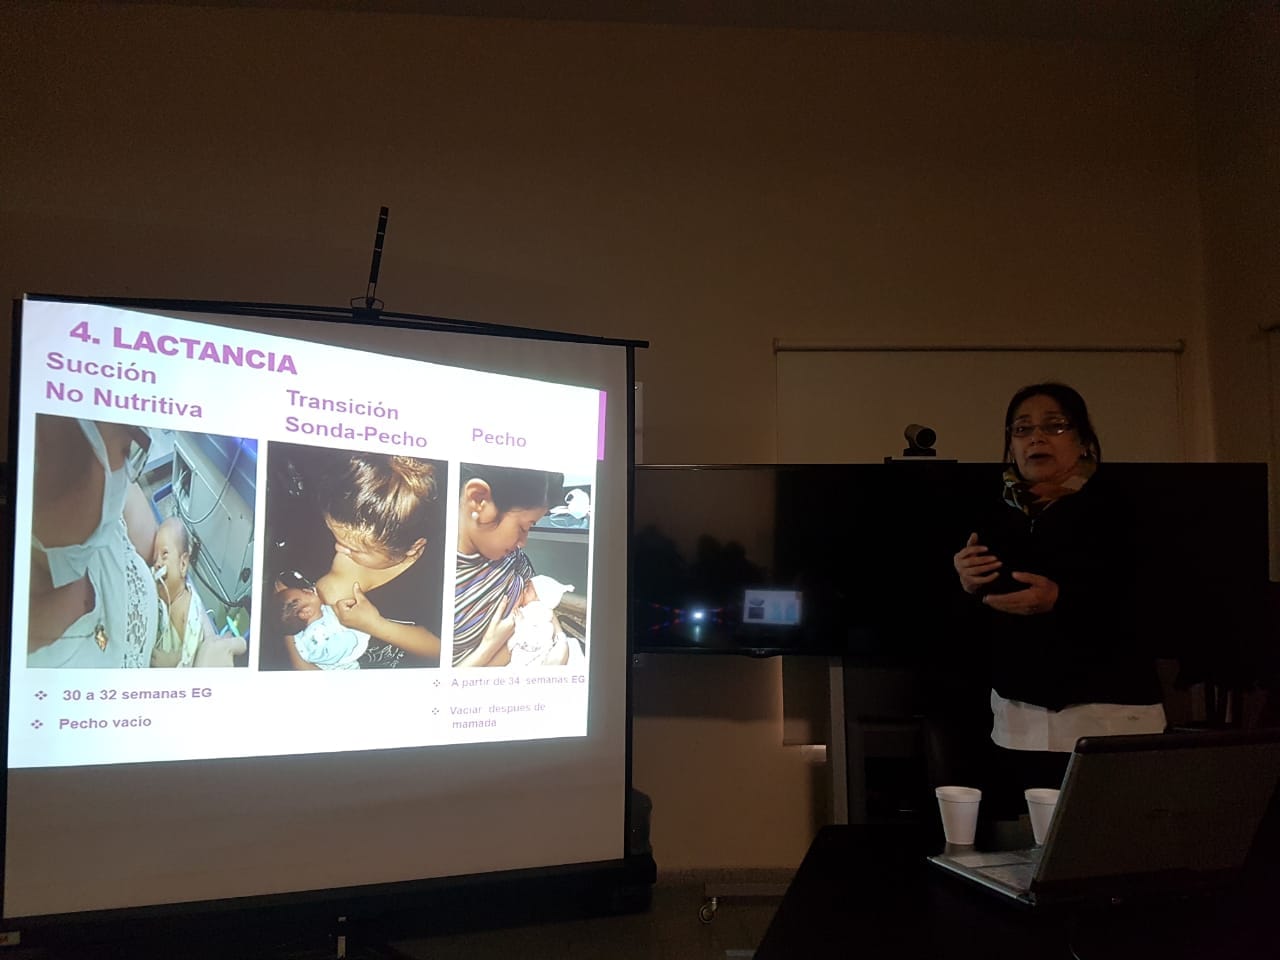 4. LACTANCIA
Succión
No Nutritiva
Transición
Sonda-Pecho
Pecho
30 a 32 semanas EG
Pecho vacío
A partir de 34 semanas EG
Vaciar despues de
mamada